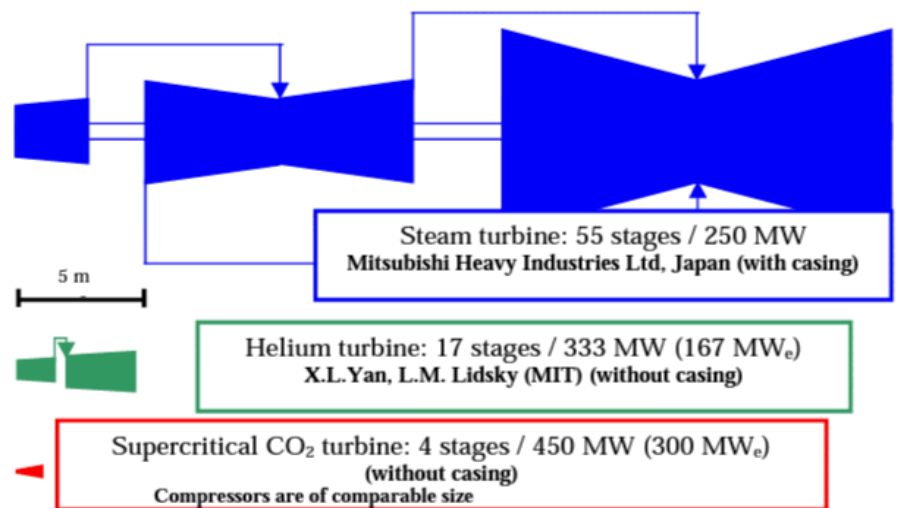 Steam turbine: 55 stages / 250 MW
Mitsubishi Heavy Industries Ltd, Japan (with casing)
5 m
Helium turbine: 17 stages / 333 MW (167 MWₑ)
X.L.Yan, L.M. Lidsky (MIT) (without casing)
Supercritical CO₂ turbine: 4 stages / 450 MW (300 MWₑ)
(without casing)
Compressors are of comparable size